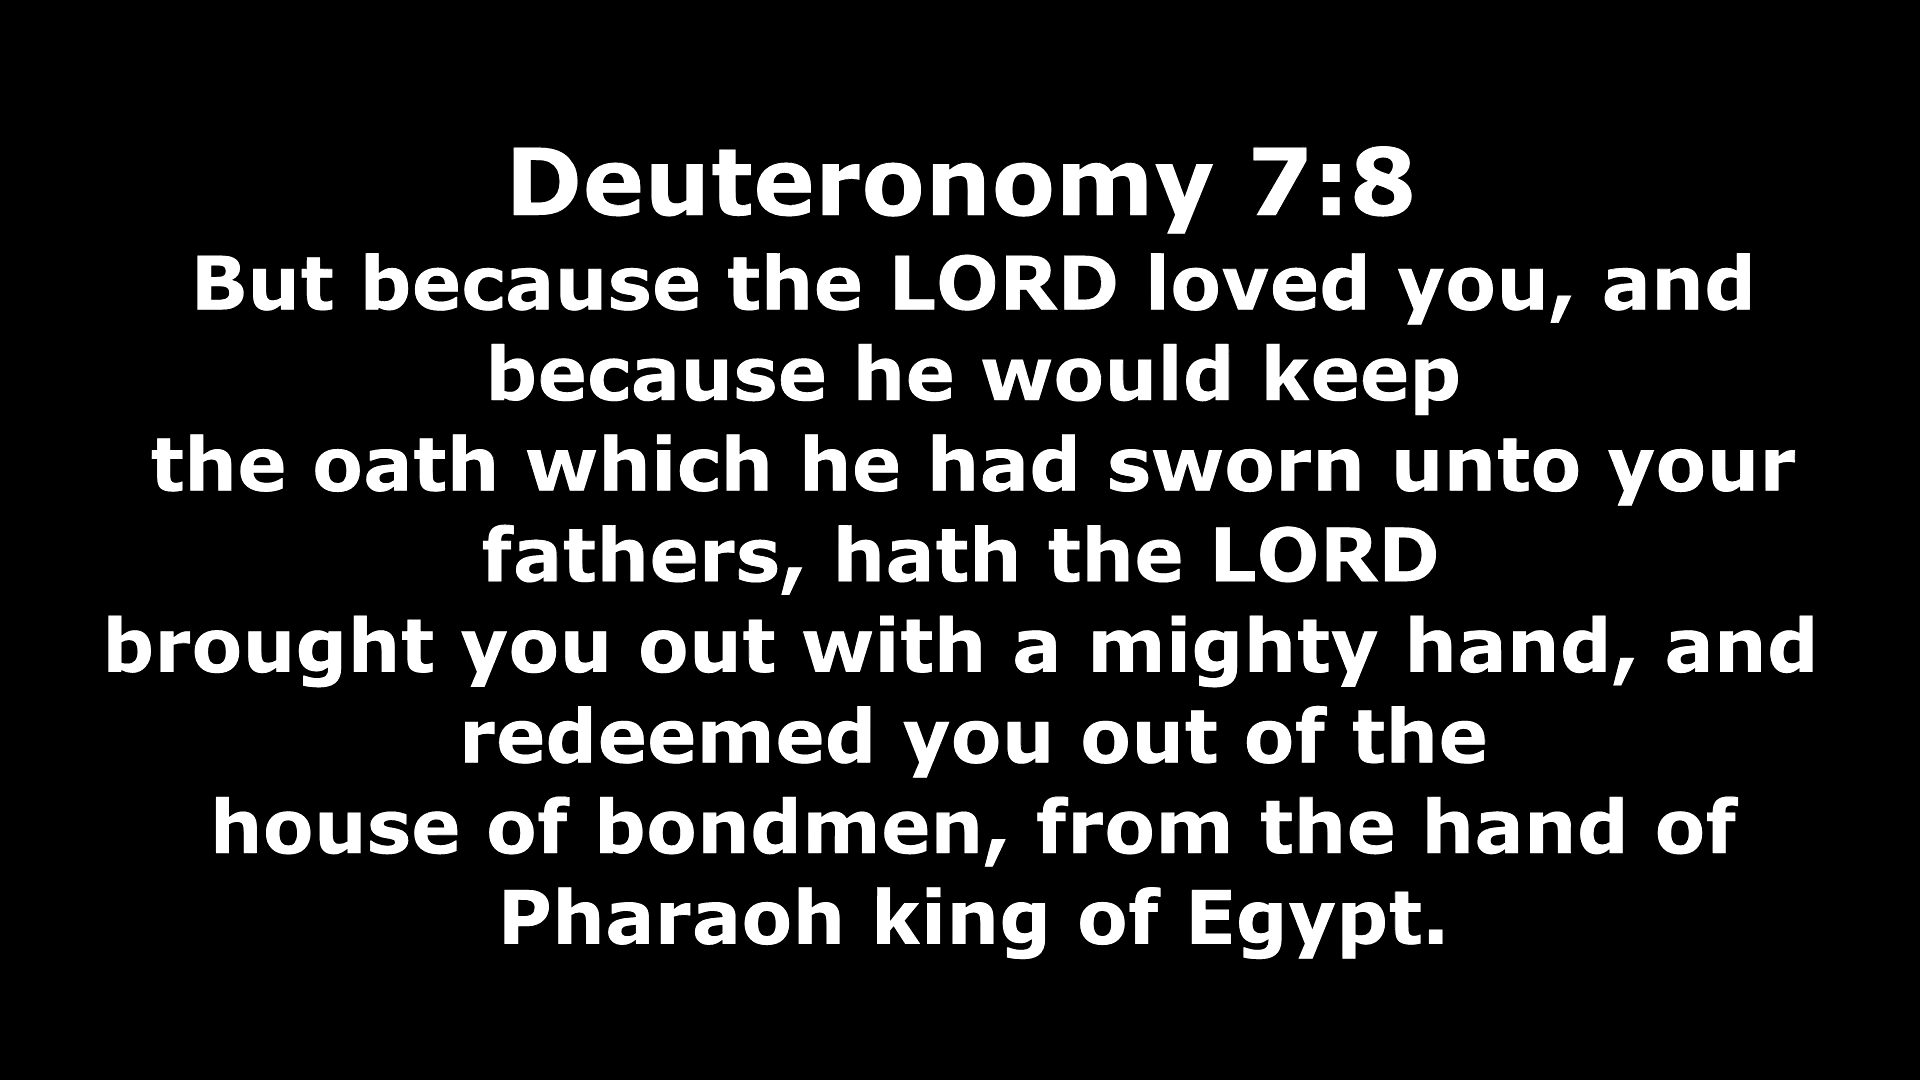 Deuteronomy 7:8
But because the LORD loved you, and
because he would keep
the oath which he had sworn unto your
fathers, hath the LORD
brought you out with a mighty hand, and
redeemed you out of the
house of bondmen, from the hand of
Pharaoh king of Egypt.